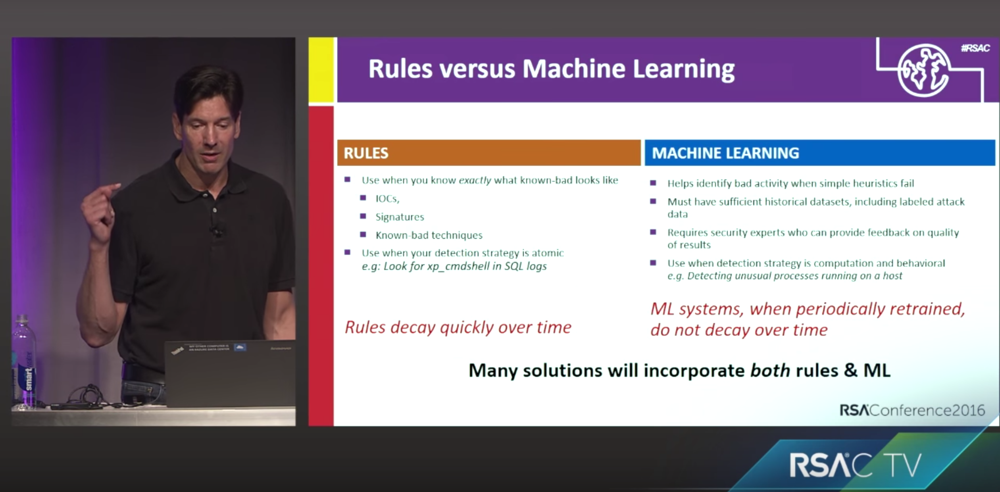 #RSAC
Rules versus Machine Learning
RULES
Use when you know exactly what known-bad looks like
IOCs,
Signatures
Known-bad techniques
Use when your detection strategy is atomic
e.g: Look for xp_cmdshell in SQL logs
Rules decay quickly over time
MACHINE LEARNING
Helps identify bad activity when simple heuristics fail
Must have sufficient historical datasets, including labeled attack
data
Requires security experts who can provide feedback on quality
of results
Use when detection strategy is computation and behavioral
e.g. Detecting unusual processes running on a host
ML systems, when periodically retrained,
do not decay over time
Many solutions will incorporate both rules & ML
RSAConference2016
MY OTHER COMPUTER IS
AN AZURE DATA CENTER
lenovo
smartwater
RSA®C TV